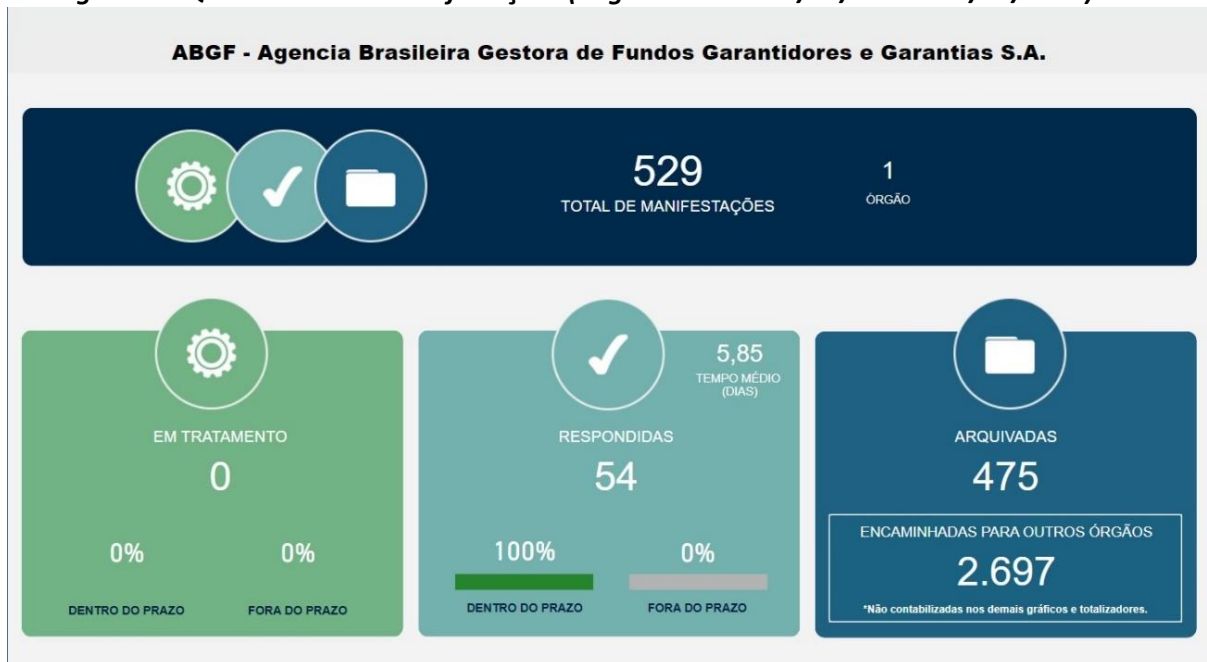 ABGF - Agencia Brasileira Gestora de Fundos Garantidores e Garantias S.A.
529
TOTAL DE MANIFESTAÇÕES
1
ÓRGÃO
EM TRATAMENTO
0
0%
DENTRO DO PRAZO
0%
FORA DO PRAZO
5,85
TEMPO MÉDIO
(DIAS)
RESPONDIDAS
54
100%
DENTRO DO PRAZO
0%
FORA DO PRAZO
ARQUIVADAS
475
ENCAMINHADAS PARA OUTROS ÓRGÃOS
2.697
*Não contabilizadas nos demais gráficos e totalizadores.